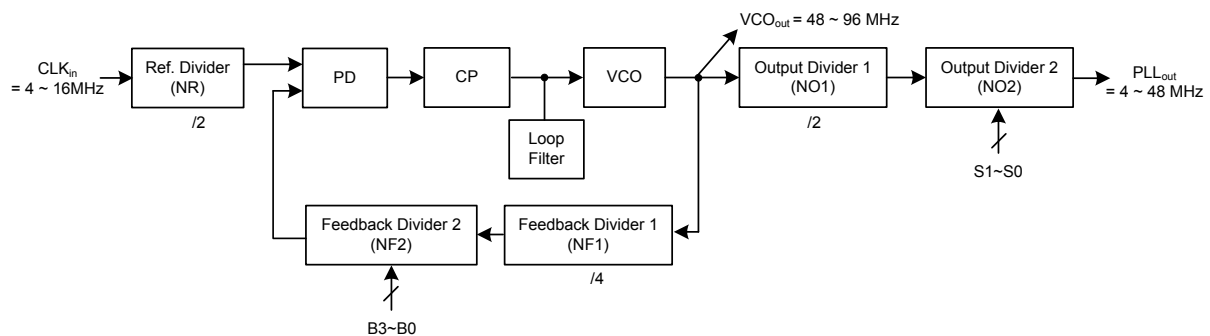 VCOout = 48 ~ 96 MHz
CLKin
= 4 ~ 16MHz
Ref. Divider
(NR)
/2
PD
CP
VCO
Output Divider 1
(NO1)
/2
Output Divider 2
(NO2)
PLLout
= 4 ~ 48 MHz
Loop
Filter
S1~S0
Feedback Divider 2
(NF2)
Feedback Divider 1
(NF1)
/4
B3~B0